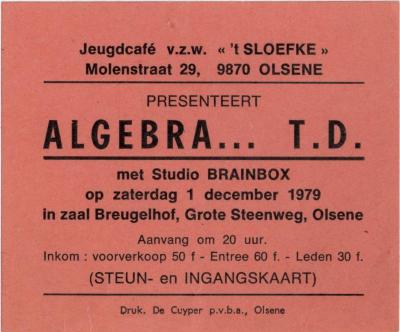 Jeugdcafé v.z.w. « 't SLOEFKE »
Molenstraat 29, 9870 OLSENE
PRESENTEERT
ALGEBRA... T.D.
met Studio BRAINBOX
op zaterdag 1 december 1979
in zaal Breugelhof, Grote Steenweg, Olsene
Aanvang om 20 uur.
Inkom : voorverkoop 50 f - Entree 60 f. - Leden 30 f.
(STEUN- en INGANGSKAART)
Druk. De Cuyper p.v.b.a., Olsene